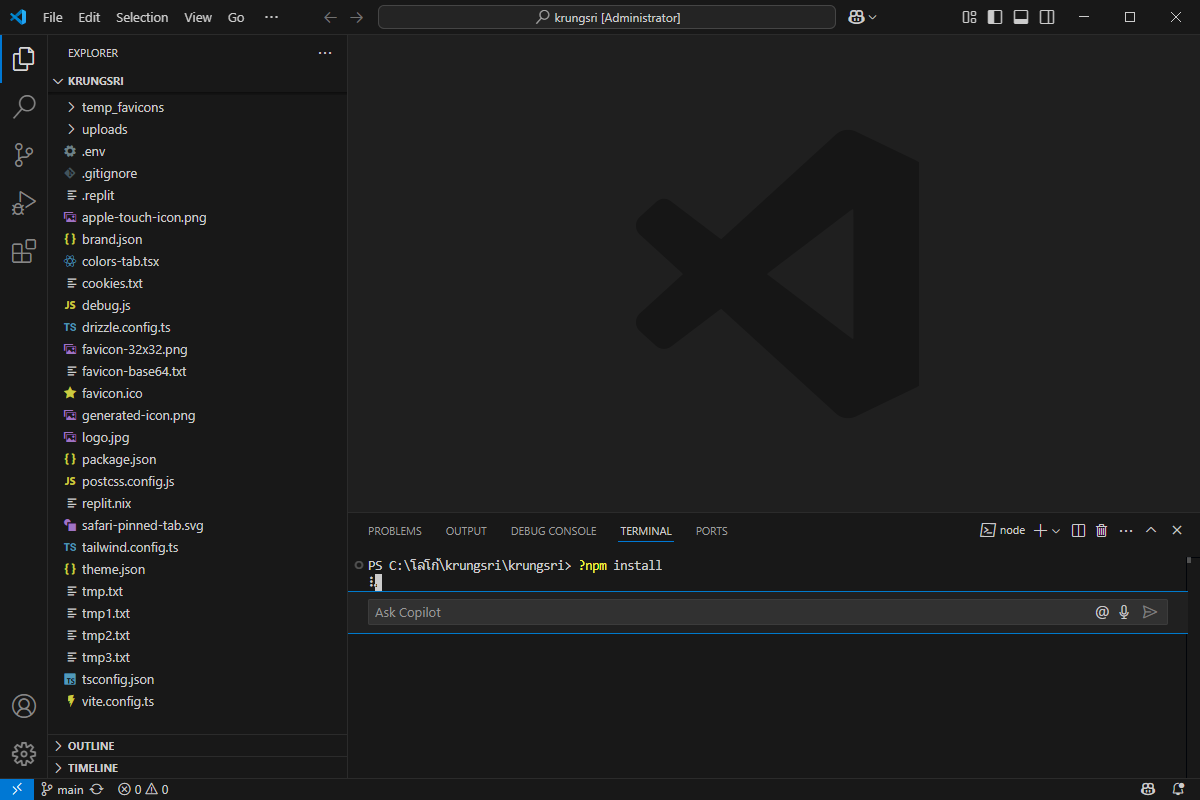 File Edit Selection View Go ···
krungsri [Administrator]
EXPLORER
KRUNGSRI
temp_favicons
uploads
.env
.gitignore
.replit
apple-touch-icon.png
{} brand.json
colors-tab.tsx
cookies.txt
JS debug.js
TS drizzle.config.ts
favicon-32x32.png
favicon-base64.txt
favicon.ico
generated-icon.png
logo.jpg
{} package.json
JS postcss.config.js
replit.nix
safari-pinned-tab.svg
TS tailwind.config.ts
{} theme.json
tmp.txt
tmp1.txt
tmp2.txt
tmp3.txt
TS tsconfig.json
vite.config.ts
OUTLINE
TIMELINE
PROBLEMS OUTPUT DEBUG CONSOLE TERMINAL PORTS
node
PS C:\โลโก้\krungsri\krungsri> ?npm install
Ask Copilot
@
main
0 0